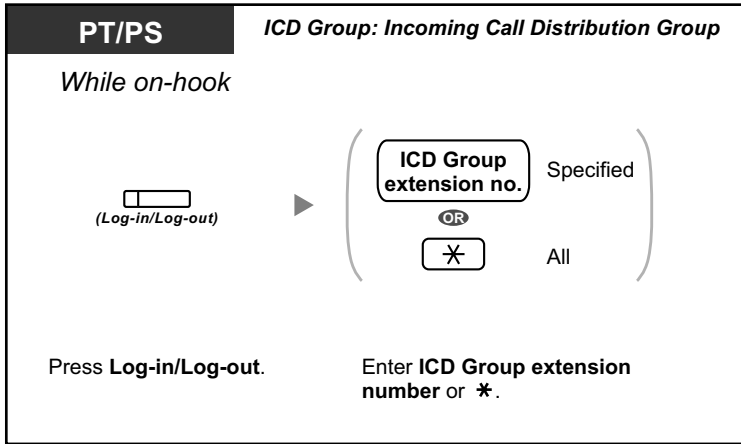 PT/PS
ICD Group: Incoming Call Distribution Group
While on-hook
(Log-in/Log-out)
ICD Group
extension no.
Specified
OR
*
All
Press Log-in/Log-out.
Enter ICD Group extension
number or *.